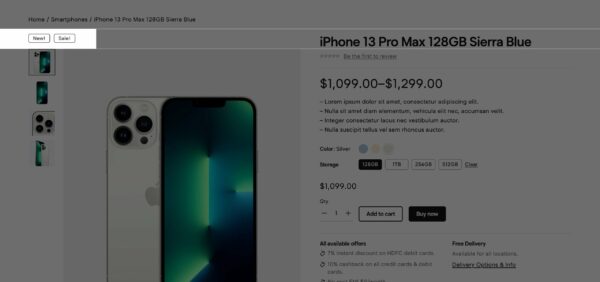 Home / Smartphones / iPhone 13 Pro Max 128GB Sierra Blue
New!
Sale!
iPhone 13 Pro Max 128GB Sierra Blue
Be the first to review
$1,099.00–$1,299.00
– Lorem ipsum dolor sit amet, consectetur adipiscing elit.
– Nulla sit amet diam elementum, vehicula elit nec, accumsan velit.
– Integer consectetur lacus nec vestibulum auctor.
– Nulla suscipit tellus vel sem rhoncus auctor.
Color: Silver
Storage 128GB 1TB 256GB 512GB Clear
$1,099.00
Qty
– 1 + Add to cart Buy now
All available offers
7% instant discount on HDFC debit cards.
10% cashback on all credit cards & debit
cards.
Free Delivery
Available for all locations.
Delivery Options & Info